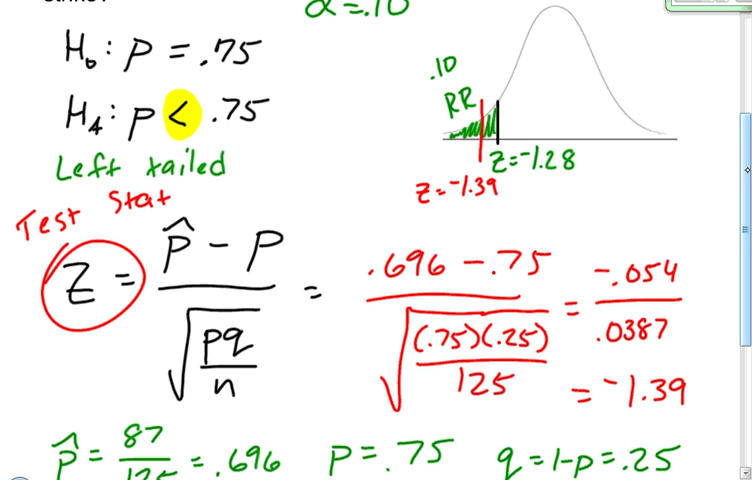 α = .10
H₀ : p = .75
H_A : p < .75
Left tailed
.10
RR
z = -1.28
z = -1.39
Test Stat
Z = (p̂ - p) / √(pq/n) = (.696 - .75) / √((.75)(.25)/125) = -.054/.0387
= -1.39
p̂ = 87/125 = .696 p = .75 q = 1-p = .25